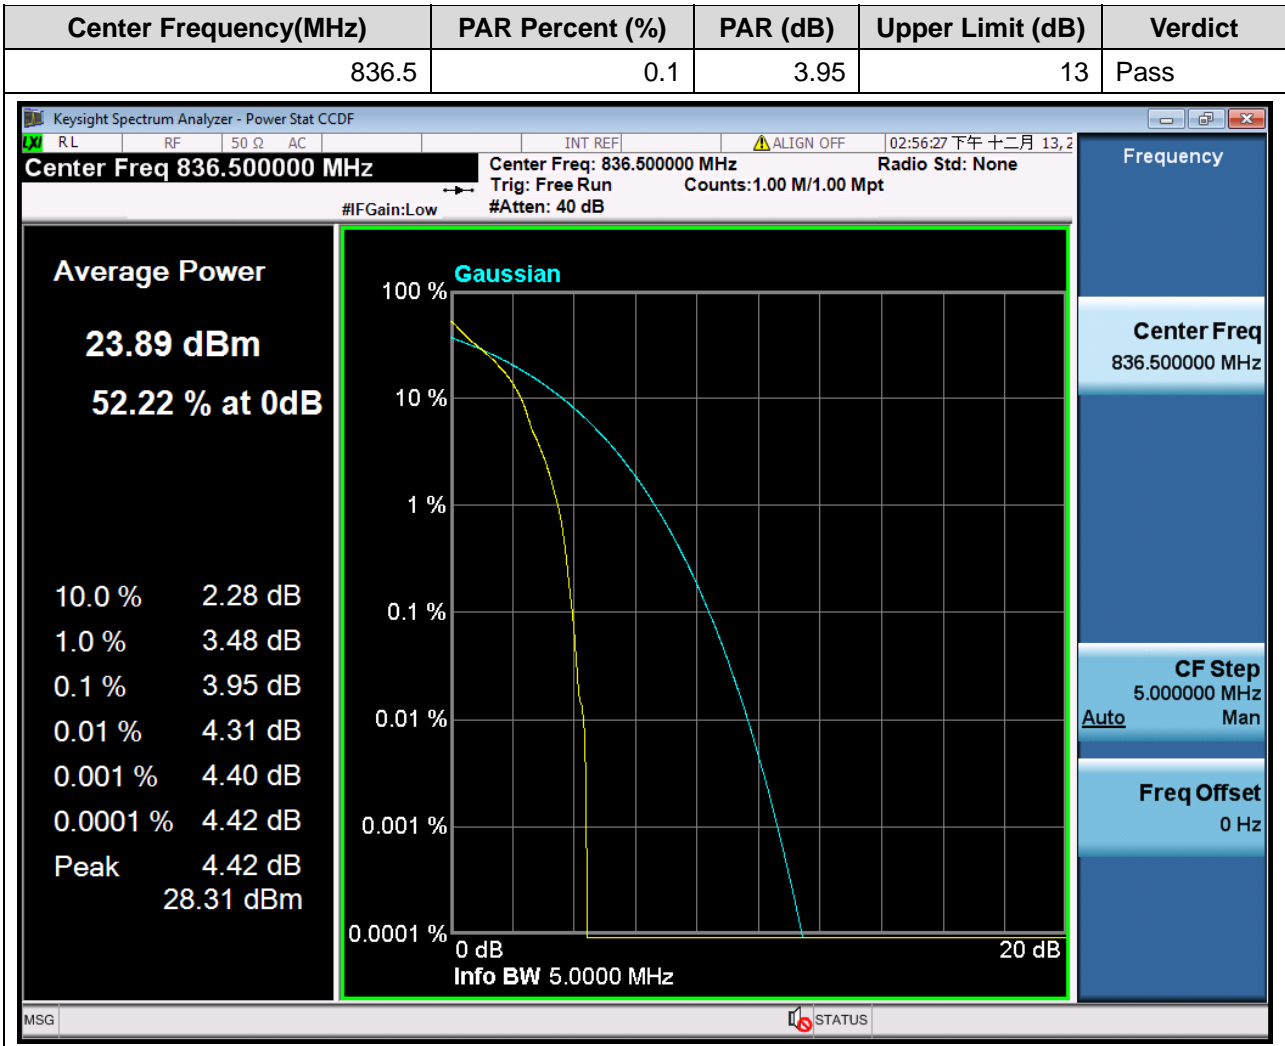 Center Frequency(MHz) PAR Percent (%) PAR (dB) Upper Limit (dB) Verdict
836.5 0.1 3.95 13 Pass
Keysight Spectrum Analyzer - Power Stat CCDF
LXI RL RF 50 Ω AC INT REF ALIGN OFF 02:56:27 下午 十二月 13, 2
Center Freq 836.500000 MHz
Center Freq: 836.500000 MHz Radio Std: None
Trig: Free Run Counts:1.00 M/1.00 Mpt
#IFGain:Low #Atten: 40 dB
Average Power
23.89 dBm
52.22 % at 0dB
10.0 % 2.28 dB
1.0 % 3.48 dB
0.1 % 3.95 dB
0.01 % 4.31 dB
0.001 % 4.40 dB
0.0001 % 4.42 dB
Peak 4.42 dB
28.31 dBm
Gaussian
100 %
10 %
1 %
0.1 %
0.01 %
0.001 %
0.0001 %
0 dB 20 dB
Info BW 5.0000 MHz
Frequency
Center Freq
836.500000 MHz
CF Step
5.000000 MHz
Auto Man
Freq Offset
0 Hz
MSG STATUS